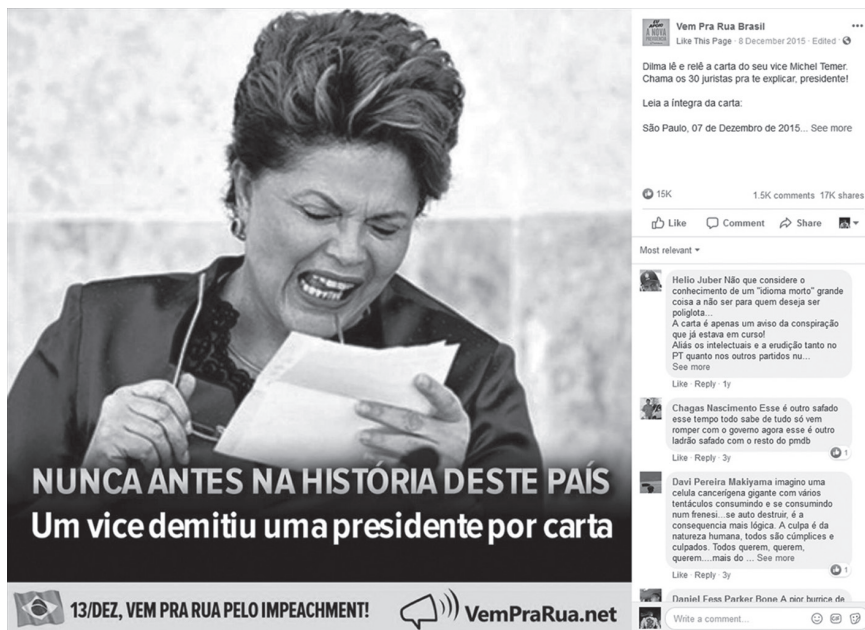 NUNCA ANTES NA HISTÓRIA DESTE PAÍS
Um vice demitiu uma presidente por carta
13/DEZ, VEM PRA RUA PELO IMPEACHMENT!
VemPraRua.net
Vem Pra Rua Brasil
Like This Page · 8 December 2015 · Edited ·
Dilma lê e relê a carta do seu vice Michel Temer.
Chama os 30 juristas pra te explicar, presidente!
Leia a íntegra da carta:
São Paulo, 07 de Dezembro de 2015... See more
15K
1.5K comments 17K shares
Like Comment Share
Most relevant
Helio Juber Não que considere o
conhecimento de um "idioma morto" grande
coisa a não ser para quem deseja ser
poliglota...
A carta é apenas um aviso da conspiração
que já estava em curso!
Aliás os intelectuais e a erudição tanto no
PT quanto nos outros partidos nu...
See more
Like · Reply · 1y
Chagas Nascimento Esse é outro safado
esse tempo todo sabe de tudo só vem
romper com o governo agora esse é outro
ladrão safado com o resto do pmdb
1
Like · Reply · 3y
Davi Pereira Makiyama imagino uma
celula cancerígena gigante com vários
tentáculos consumindo e se consumindo
num frenesi...se auto destruir, é a
consequencia mais lógica. A culpa é da
natureza humana, todos são cúmplices e
culpados. Todos querem, querem,
querem....mais do ... See more
1
Like · Reply · 3y
Daniel Fess Parker Bone A pior burrice de
Write a comment...
GIF